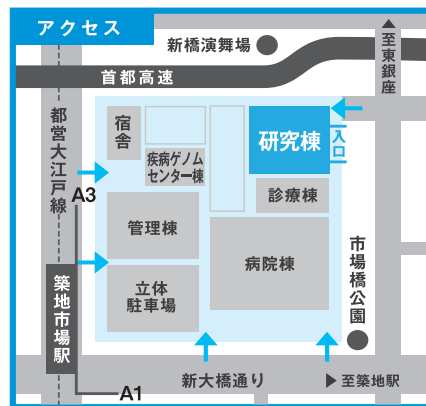 アクセス
新橋演舞場
至東銀座
首都高速
都営大江戸線
宿舎
疾病ゲノム
センター棟
研究棟
入口
診療棟
A3
管理棟
病院棟
市場橋公園
立体
駐車場
築地市場駅
新大橋通り
至築地駅
A1